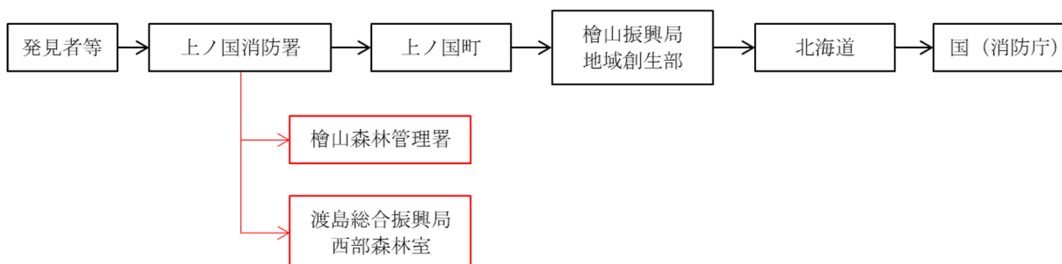 発見者等
上ノ国消防署
上ノ国町
檜山振興局
地域創生部
北海道
国（消防庁）
檜山森林管理署
渡島総合振興局
西部森林室